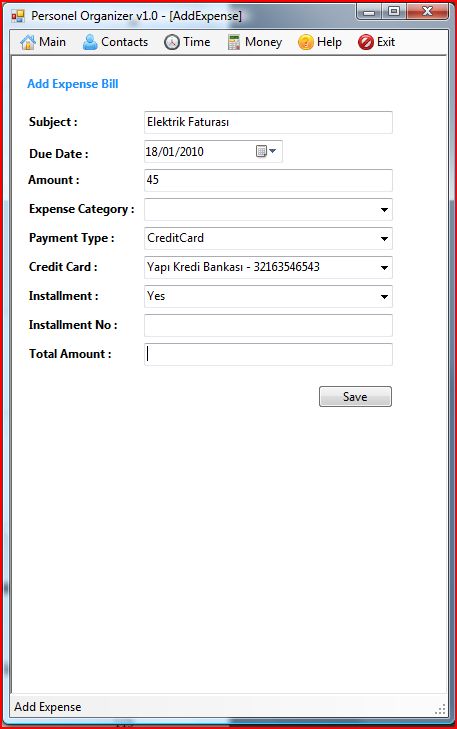 Personel Organizer v1.0 - [AddExpense]
Main Contacts Time Money Help Exit
Add Expense Bill
Subject : Elektrik Faturası
Due Date : 18/01/2010
Amount : 45
Expense Category :
Payment Type : CreditCard
Credit Card : Yapı Kredi Bankası - 32163546543
Installment : Yes
Installment No :
Total Amount :
Save
Add Expense